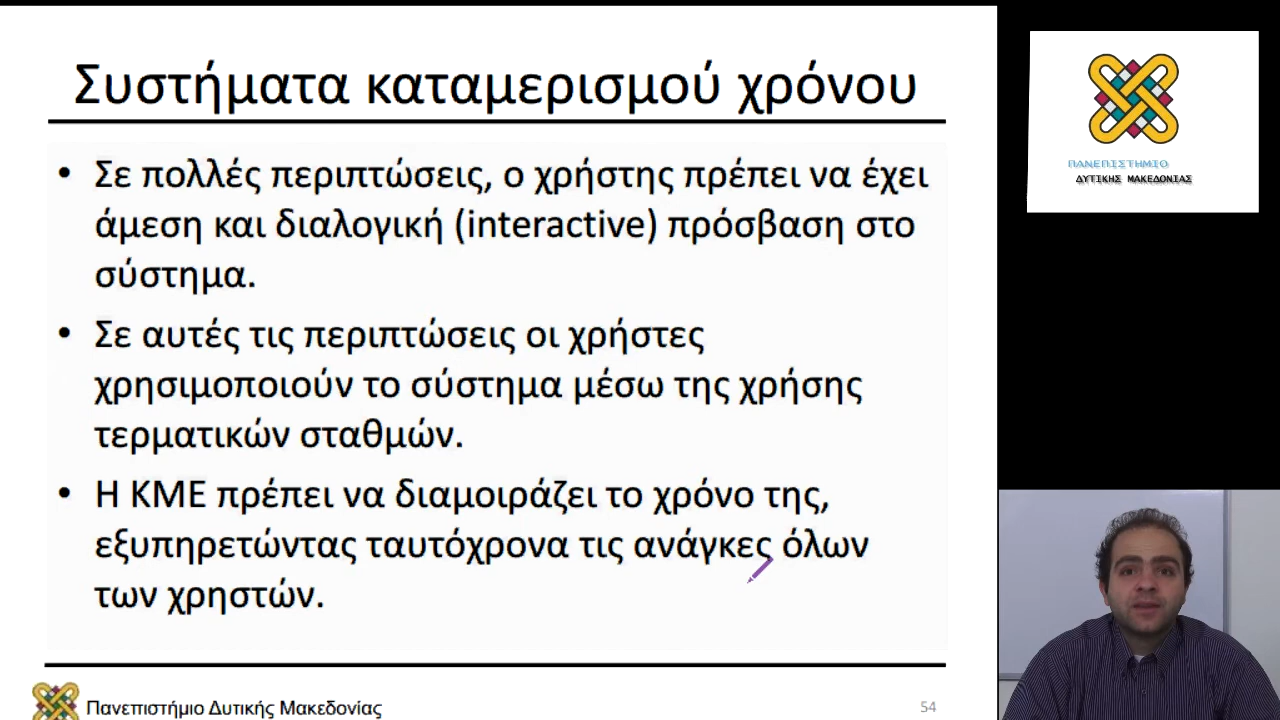 Συστήματα καταμερισμού χρόνου
• Σε πολλές περιπτώσεις, ο χρήστης πρέπει να έχει
άμεση και διαλογική (interactive) πρόσβαση στο
σύστημα.
• Σε αυτές τις περιπτώσεις οι χρήστες
χρησιμοποιούν το σύστημα μέσω της χρήσης
τερματικών σταθμών.
• Η ΚΜΕ πρέπει να διαμοιράζει το χρόνο της,
εξυπηρετώντας ταυτόχρονα τις ανάγκες όλων
των χρηστών.
Πανεπιστήμιο Δυτικής Μακεδονίας
54
ΠΑΝΕΠΙΣΤΗΜΙΟ
ΔΥΤΙΚΗΣ ΜΑΚΕΔΟΝΙΑΣ